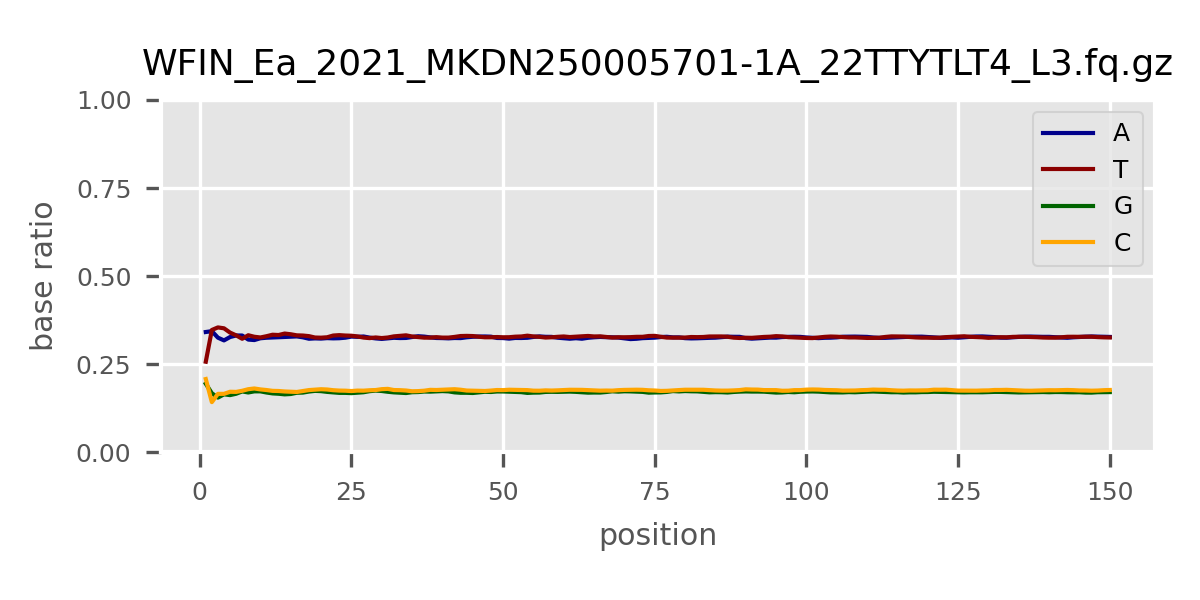 WFIN_Ea_2021_MKDN250005701-1A_22TTYTLT4_L3.fq.gz
1.00
0.75
0.50
0.25
0.00
base ratio
A
T
G
C
0 25 50 75 100 125 150
position